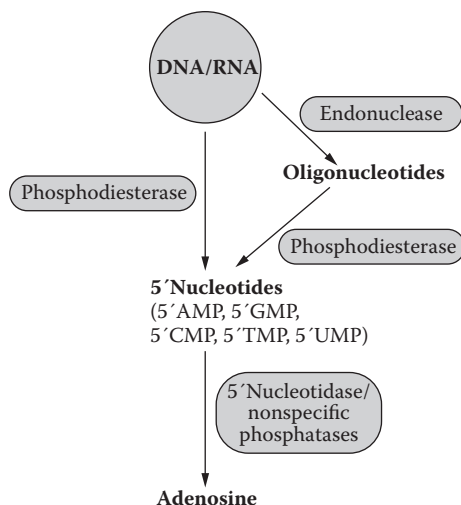 DNA/RNA
Endonuclease
Oligonucleotides
Phosphodiesterase
Phosphodiesterase
5´Nucleotides
(5´AMP, 5´GMP,
5´CMP, 5´TMP, 5´UMP)
5´Nucleotidase/
nonspecific
phosphatases
Adenosine